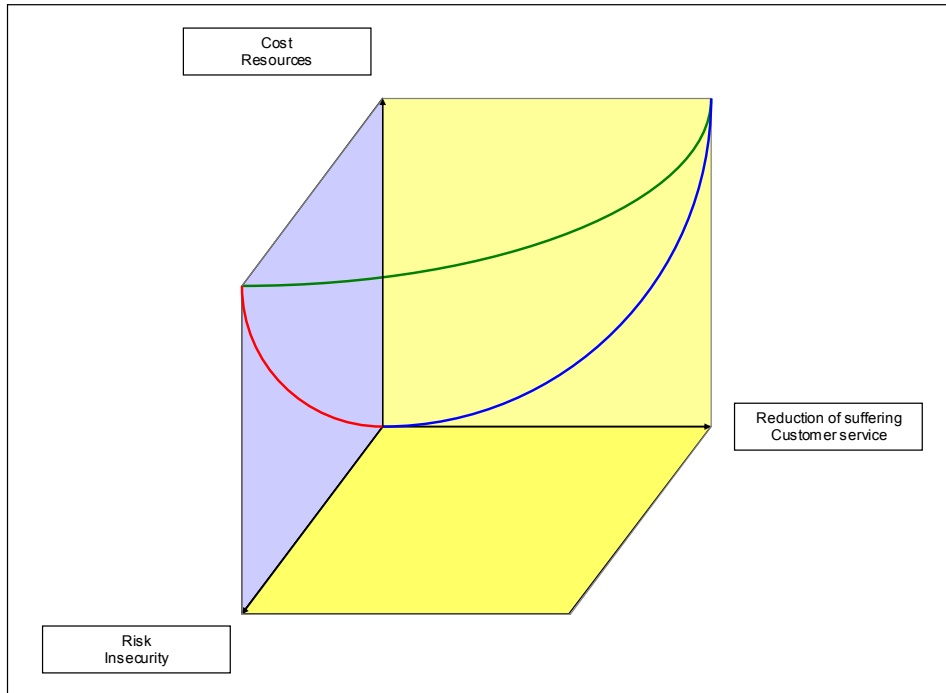 Cost
Resources
Reduction of suffering
Customer service
Risk
Insecurity